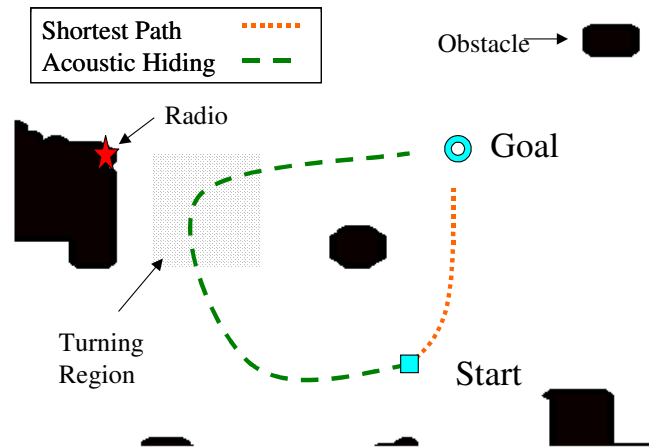 Shortest Path
Acoustic Hiding
Obstacle
Radio
Goal
Turning
Region
Start